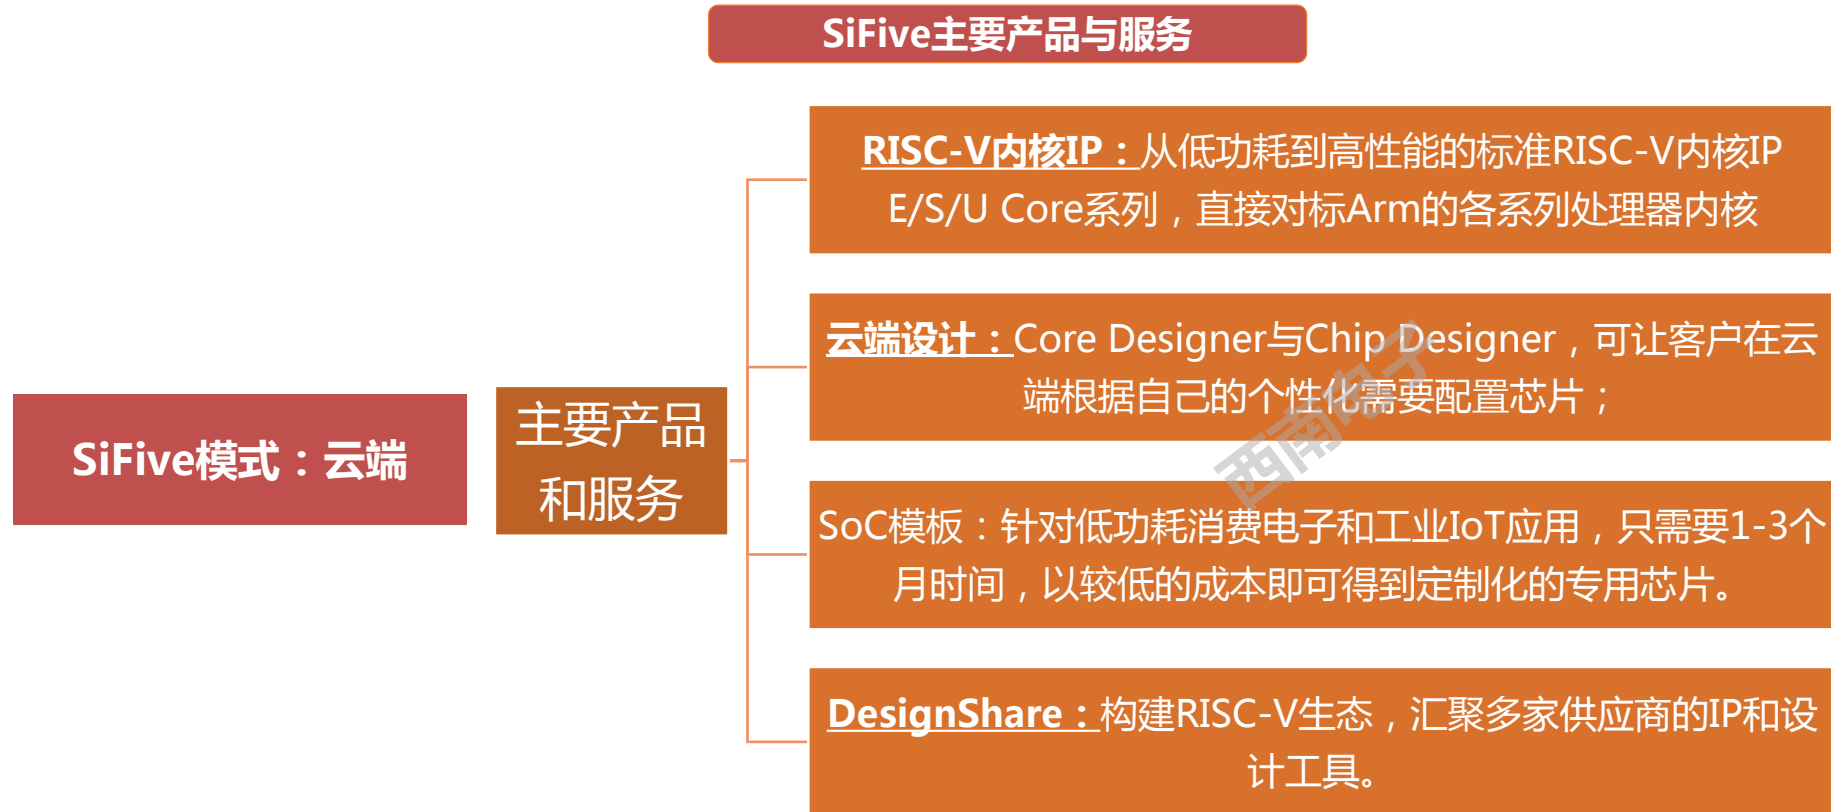 SiFive主要产品与服务
RISC-V内核IP：从低功耗到高性能的标准RISC-V内核IP
E/S/U Core系列，直接对标Arm的各系列处理器内核
云端设计：Core Designer与Chip Designer，可让客户在云
端根据自己的个性化需要配置芯片；
SiFive模式：云端
主要产品
和服务
SoC模板：针对低功耗消费电子和工业IoT应用，只需要1-3个
月时间，以较低的成本即可得到定制化的专用芯片。
DesignShare：构建RISC-V生态，汇聚多家供应商的IP和设
计工具。
西南电子